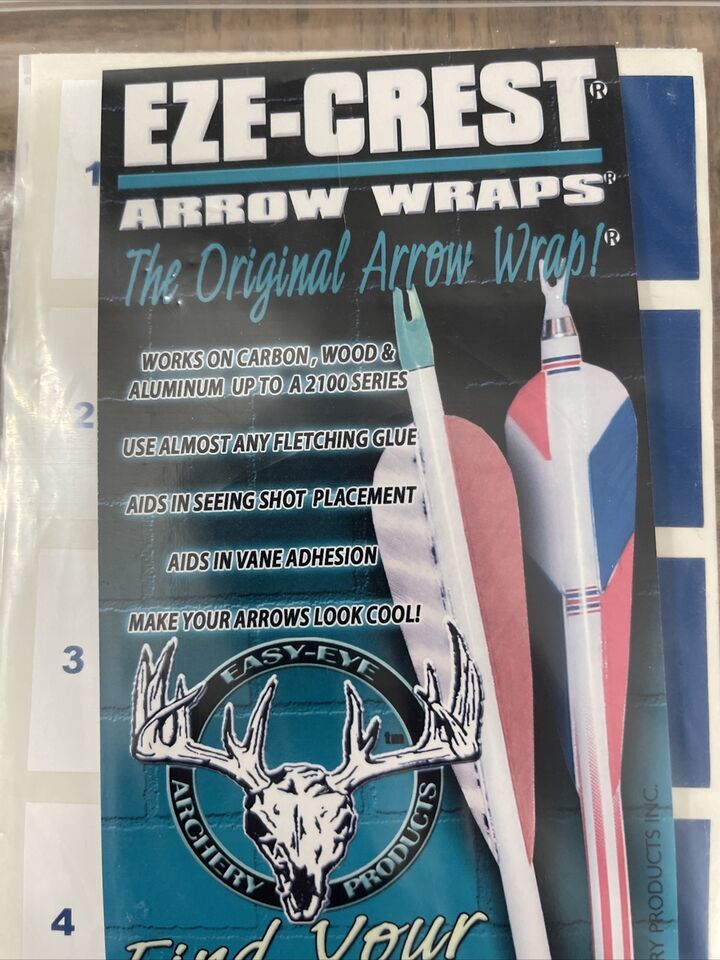 EZE-CREST®
ARROW WRAPS®
The Original Arrow Wrap!®
WORKS ON CARBON, WOOD &
ALUMINUM UP TO A 2100 SERIES
USE ALMOST ANY FLETCHING GLUE
AIDS IN SEEING SHOT PLACEMENT
AIDS IN VANE ADHESION
MAKE YOUR ARROWS LOOK COOL!
EASY-EYE
tm
ARCHERY PRODUCTS
Find Your
RY PRODUCTS INC.
1
2
3
4